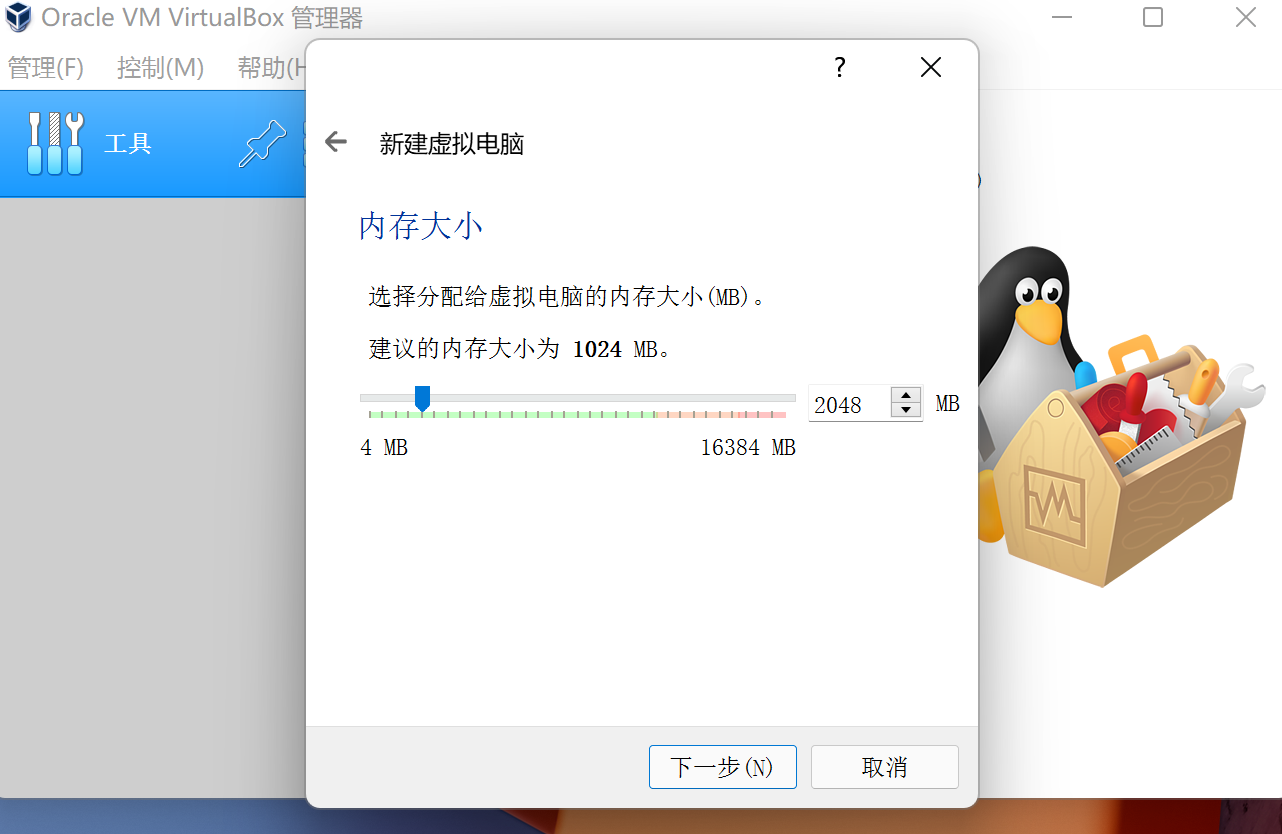 Oracle VM VirtualBox 管理器
管理(F) 控制(M) 帮助(H
工具
?
新建虚拟电脑
内存大小
选择分配给虚拟电脑的内存大小(MB)。
建议的内存大小为 1024 MB。
2048 MB
4 MB 16384 MB
下一步(N) 取消